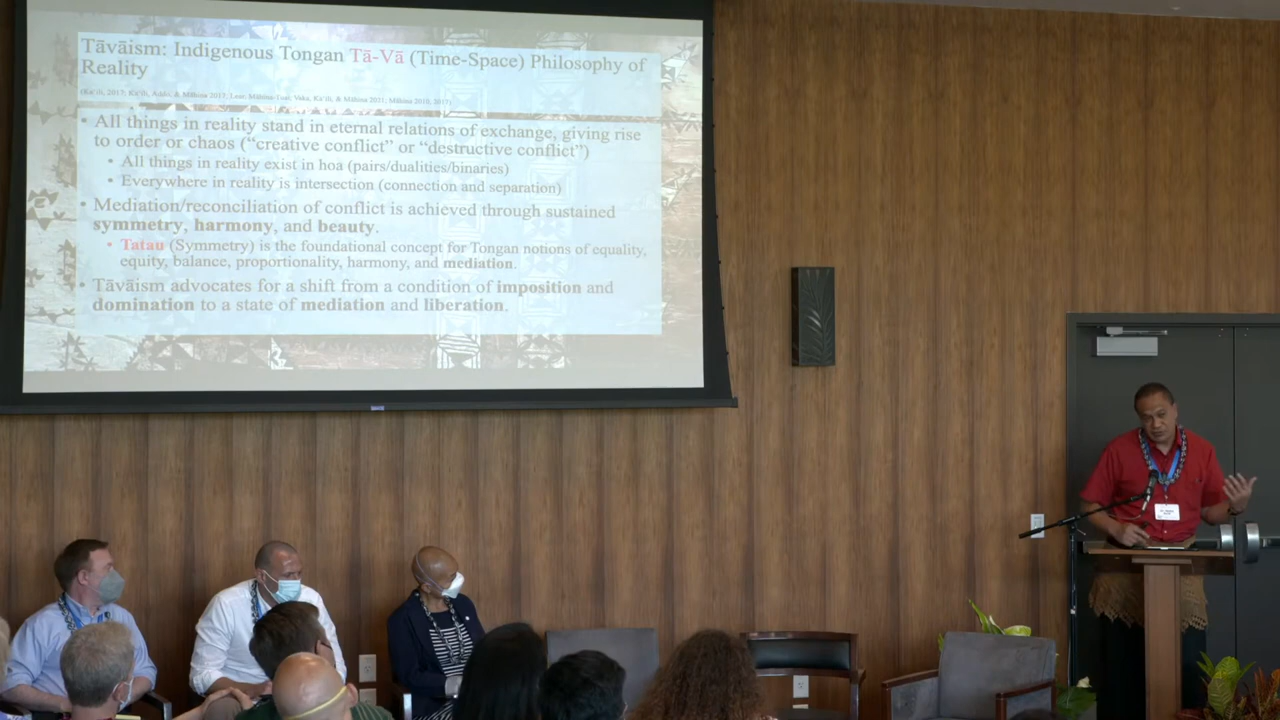 Tāvāism: Indigenous Tongan Tā-Vā (Time-Space) Philosophy of
Reality
• All things in reality stand in eternal relations of exchange, giving rise
to order or chaos (“creative conflict” or “destructive conflict”)
• All things in reality exist in hoa (pairs/dualities/binaries)
• Everywhere in reality is intersection (connection and separation)
• Mediation/reconciliation of conflict is achieved through sustained
symmetry, harmony, and beauty.
• Tatau (Symmetry) is the foundational concept for Tongan notions of equality,
equity, balance, proportionality, harmony, and mediation.
• Tāvāism advocates for a shift from a condition of imposition and
domination to a state of mediation and liberation.